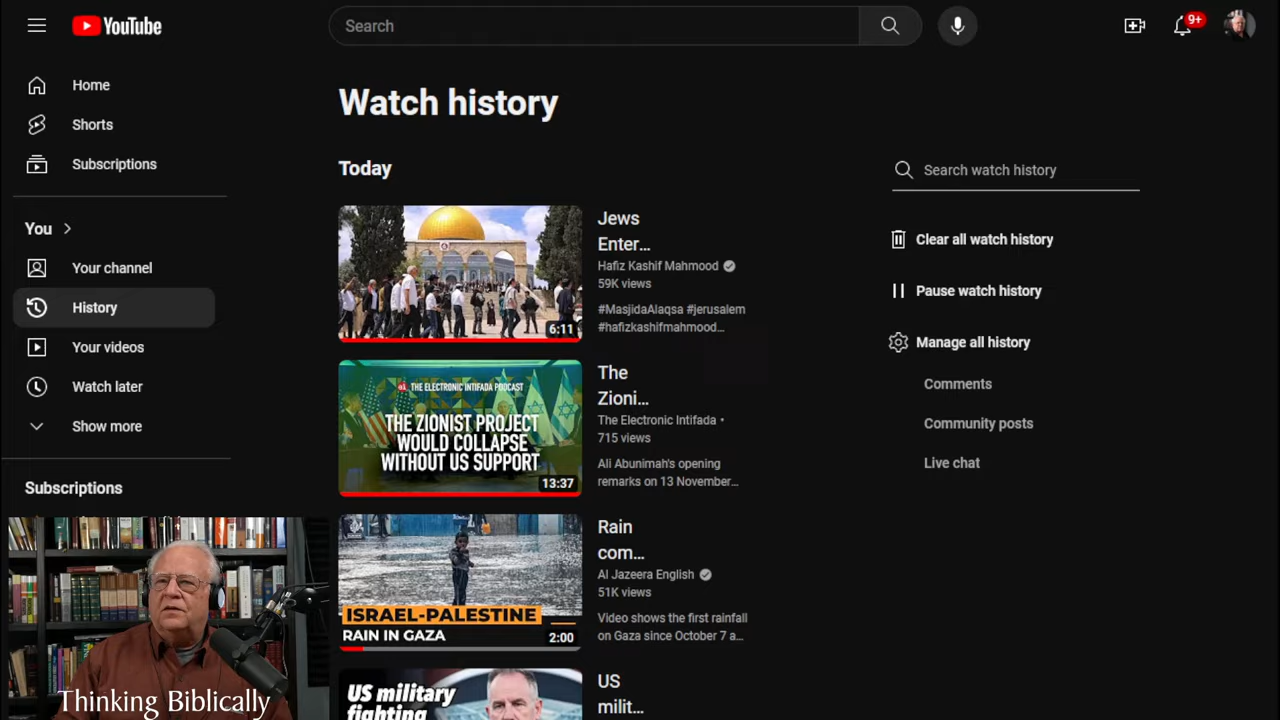 YouTube
Search
9+
Home
Shorts
Subscriptions
You
Your channel
History
Your videos
Watch later
Show more
Subscriptions
Watch history
Today
6:11
Jews
Enter...
Hafiz Kashif Mahmood
59K views
#MasjidaAlaqsa #jerusalem
#hafizkashifmahmood...
THE ELECTRONIC INTIFADA PODCAST
THE ZIONIST PROJECT
WOULD COLLAPSE
WITHOUT US SUPPORT
13:37
The
Zioni...
The Electronic Intifada •
715 views
Ali Abunimah's opening
remarks on 13 November...
ISRAEL-PALESTINE
RAIN IN GAZA
2:00
Rain
com...
Al Jazeera English
51K views
Video shows the first rainfall
on Gaza since October 7 a...
US military
fighting
US
milit...
Search watch history
Clear all watch history
Pause watch history
Manage all history
Comments
Community posts
Live chat
Thinking Biblically